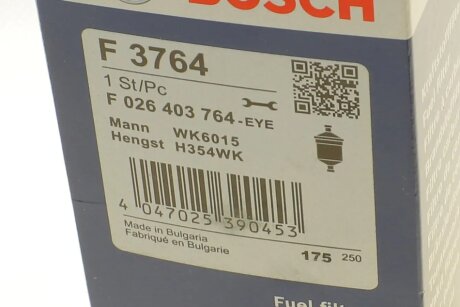 BOSCH
F 3764
1 St/Pc
F 026 403 764-EYE
Mann WK6015
Hengst H354WK
4 047025 390453
Made in Bulgaria
Fabriqué en Bulgarie
175 250
Fuel